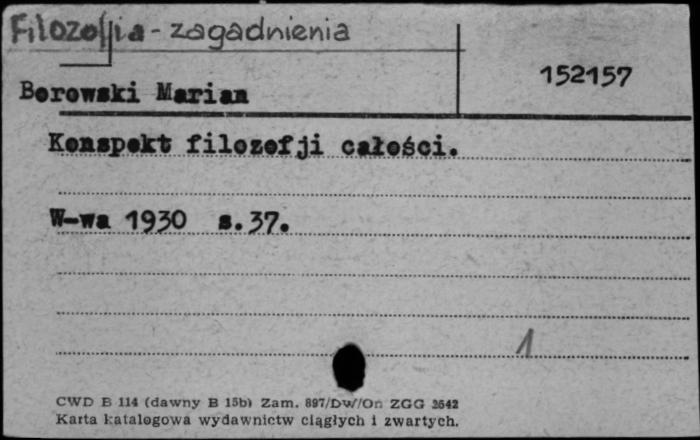 Filozofia - zagadnienia
152157
Borowski Marian
Konspekt filozofji całości.
W-wa 1930 s.37.
1
CWD B 114 (dawny B 15b) Zam. 897/Dw/On ZGG 2642
Karta katalogowa wydawnictw ciągłych i zwartych.